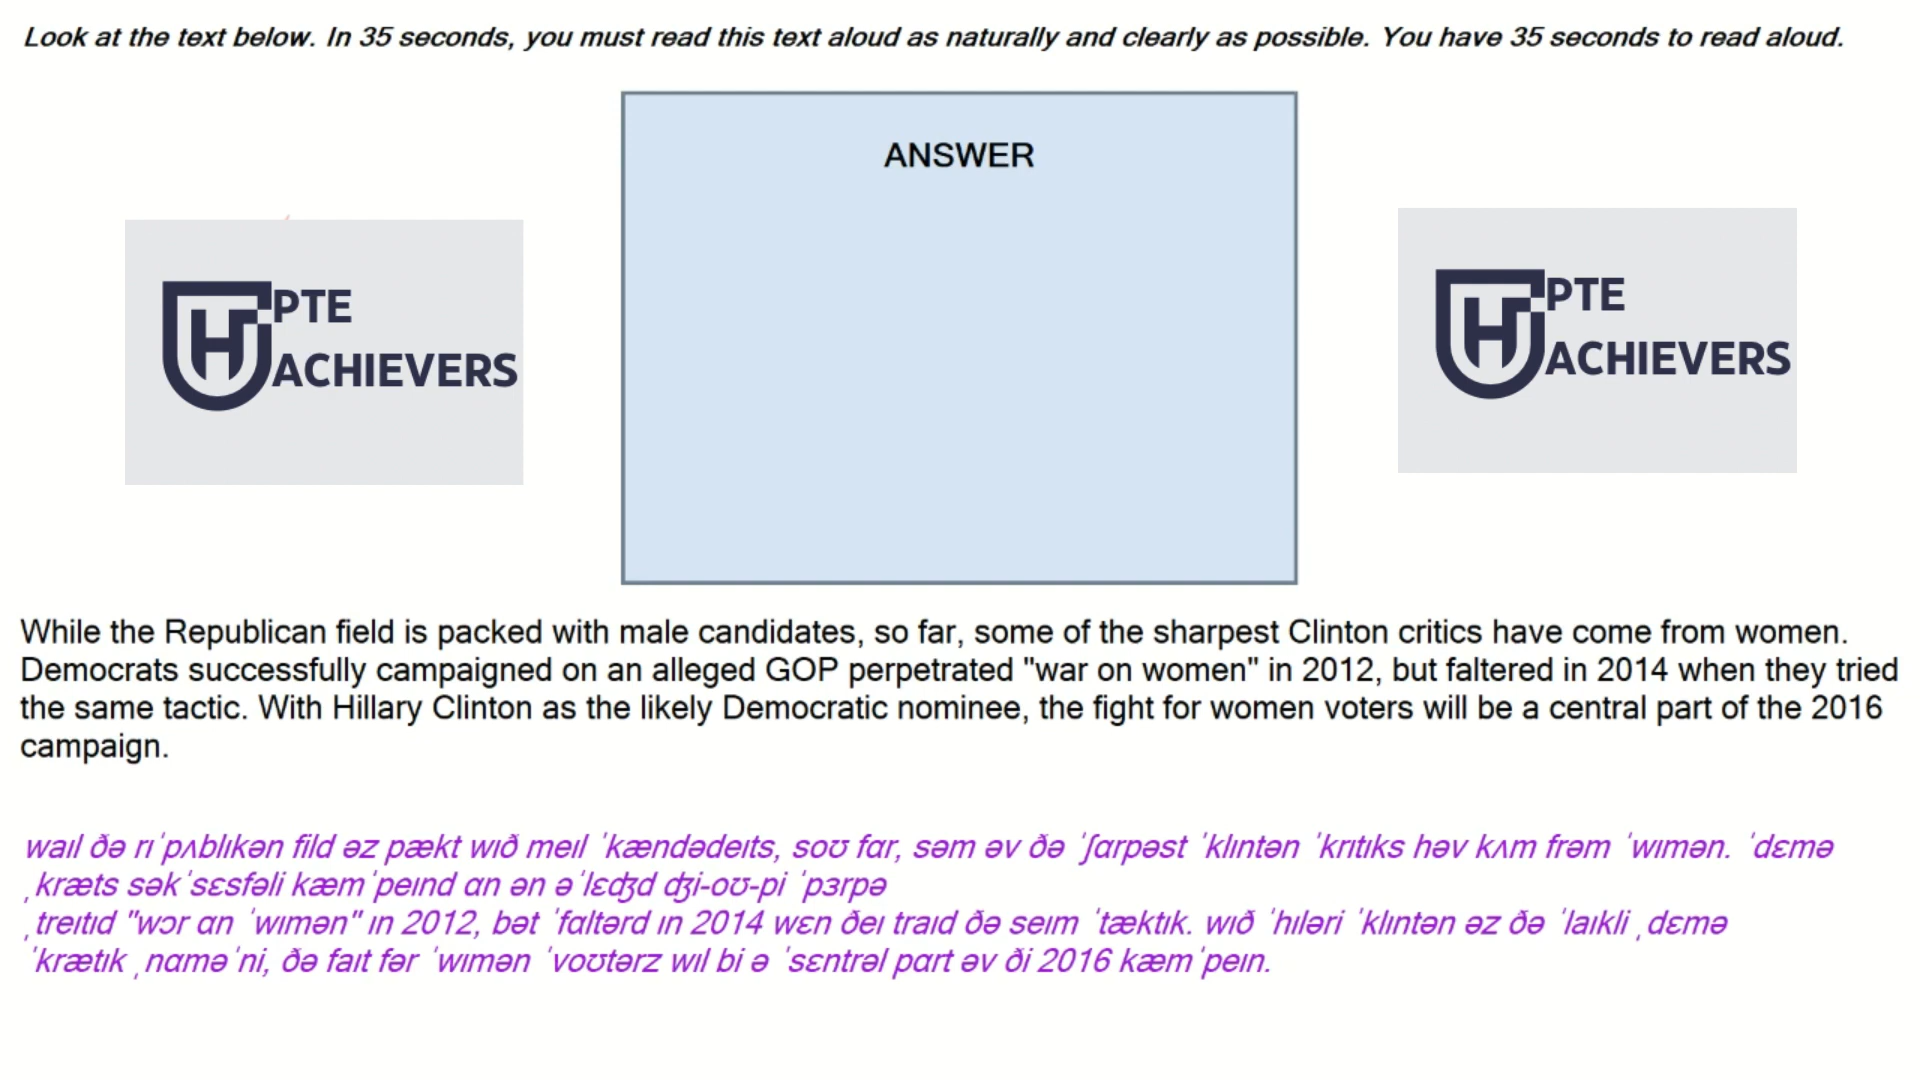 Look at the text below. In 35 seconds, you must read this text aloud as naturally and clearly as possible. You have 35 seconds to read aloud.
ANSWER
PTE
ACHIEVERS
PTE
ACHIEVERS
While the Republican field is packed with male candidates, so far, some of the sharpest Clinton critics have come from women.
Democrats successfully campaigned on an alleged GOP perpetrated "war on women" in 2012, but faltered in 2014 when they tried
the same tactic. With Hillary Clinton as the likely Democratic nominee, the fight for women voters will be a central part of the 2016
campaign.
waɪl ðə rɪˈpʌblɪkən fild əz pækt wɪð meɪl ˈkændədeɪts, soʊ fɑr, səm əv ðə ˈʃɑrpəst ˈklɪntən ˈkrɪtɪks həv kʌm frəm ˈwɪmən. ˈdɛmə
ˌkræts səkˈsɛsfəli kæmˈpeɪnd ɑn ən əˈlɛʤd ʤi-oʊ-pi ˈpɜrpə
ˌtreɪtɪd "wɔr ɑn ˈwɪmən" ɪn 2012, bət ˈfɑltərd ɪn 2014 wɛn ðeɪ traɪd ðə seɪm ˈtæktɪk. wɪð ˈhɪləri ˈklɪntən əz ðə ˈlaɪkli ˌdɛmə
ˈkrætɪk ˌnɑməˈni, ðə faɪt fər ˈwɪmən ˈvoʊtərz wɪl bi ə ˈsɛntrəl pɑrt əv ði 2016 kæmˈpeɪn.